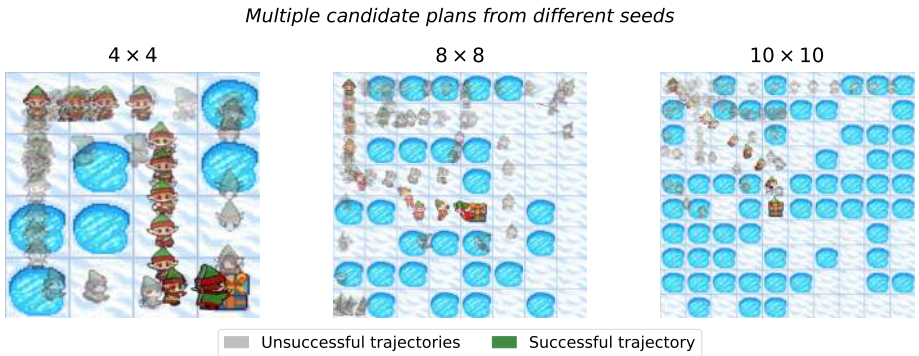 Multiple candidate plans from different seeds
4 × 4
8 × 8
10 × 10
Unsuccessful trajectories
Successful trajectory